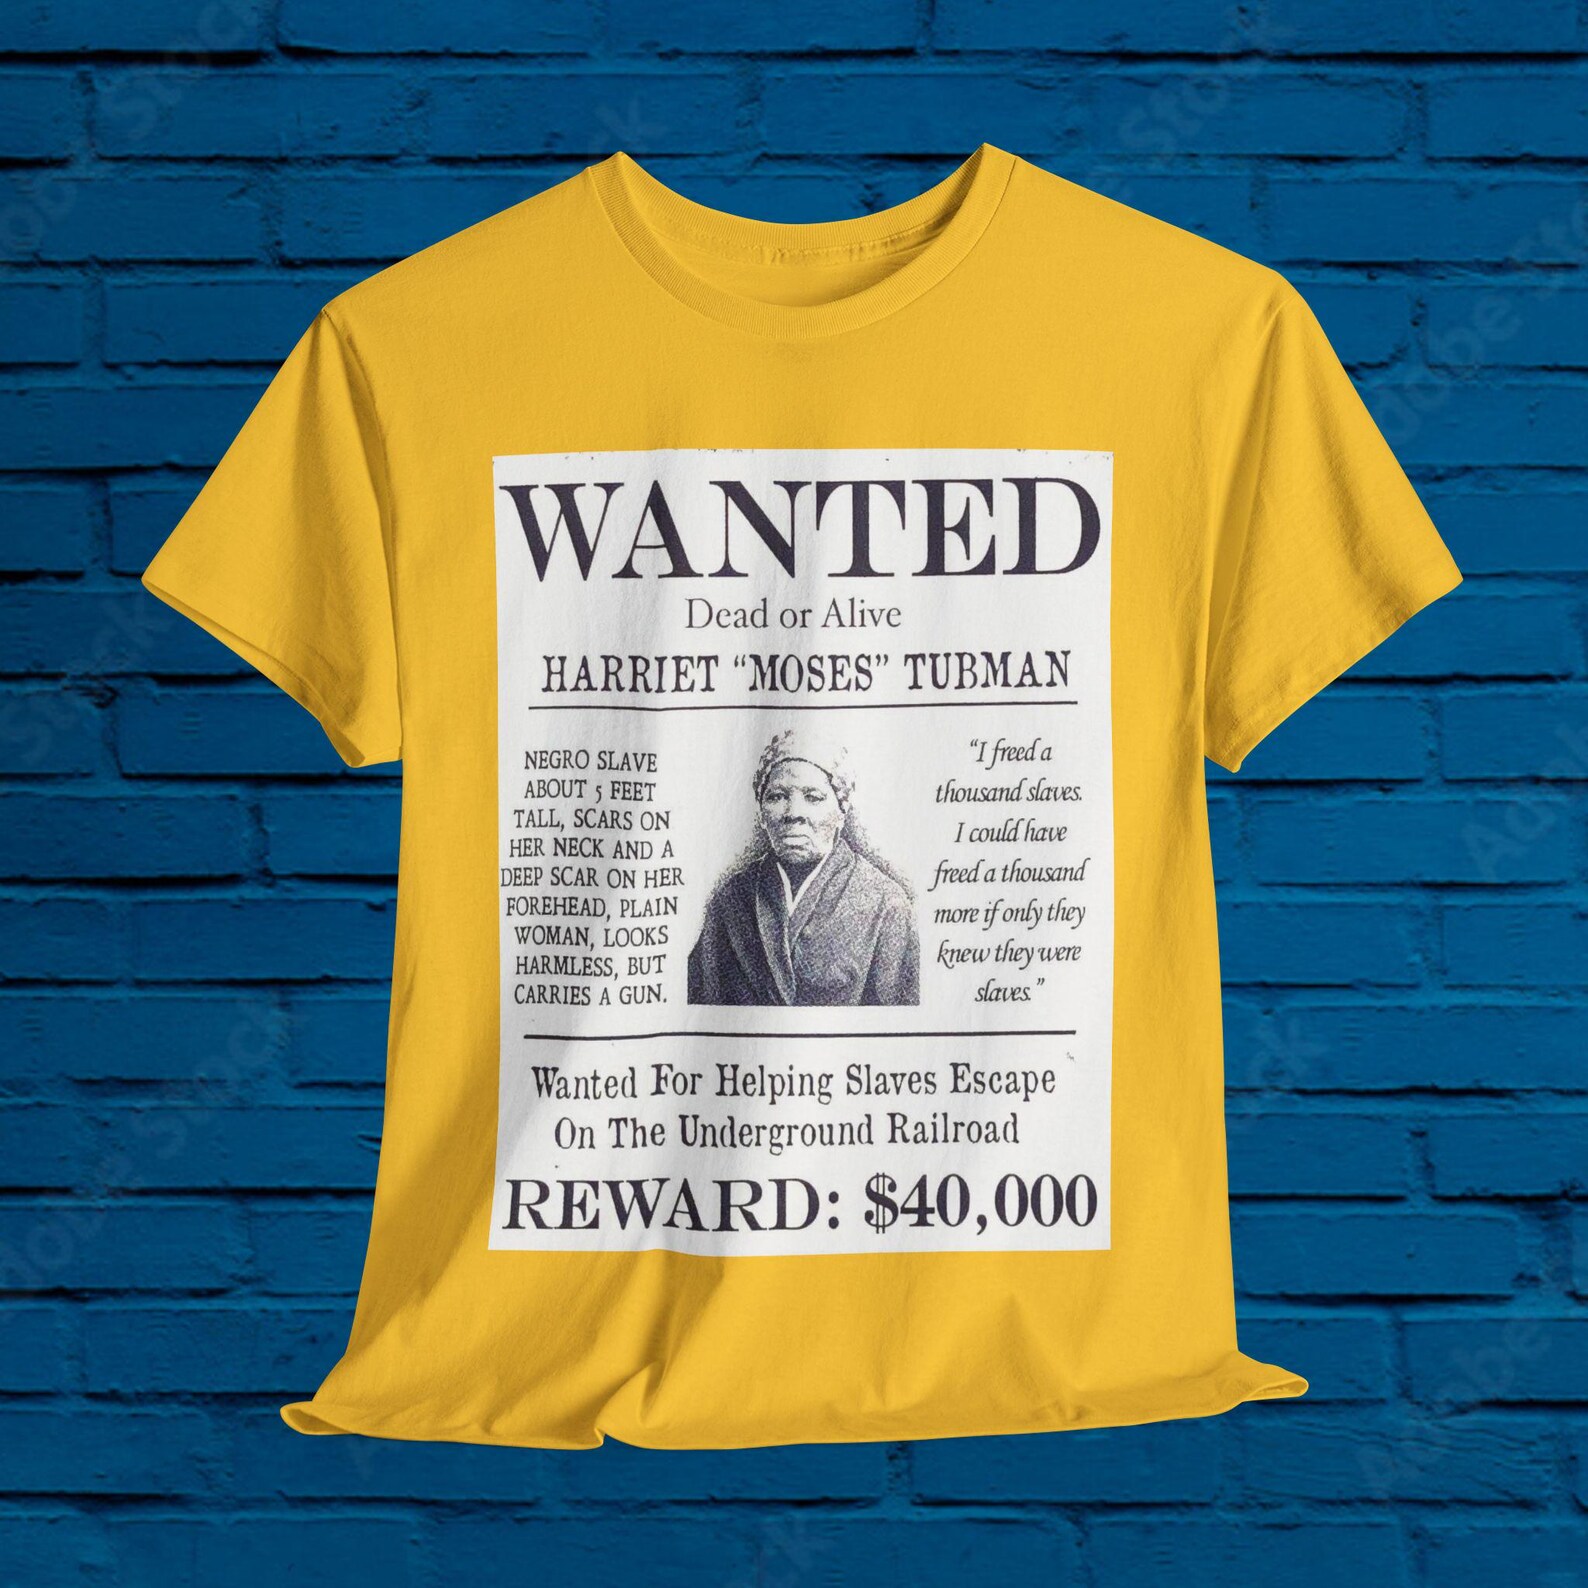 WANTED
Dead or Alive
HARRIET “MOSES” TUBMAN
NEGRO SLAVE
ABOUT 5 FEET
TALL, SCARS ON
HER NECK AND A
DEEP SCAR ON HER
FOREHEAD, PLAIN
WOMAN, LOOKS
HARMLESS, BUT
CARRIES A GUN.
“I freed a
thousand slaves.
I could have
freed a thousand
more if only they
knew they were
slaves.”
Wanted For Helping Slaves Escape
On The Underground Railroad
REWARD: $40,000
Adobe Stock